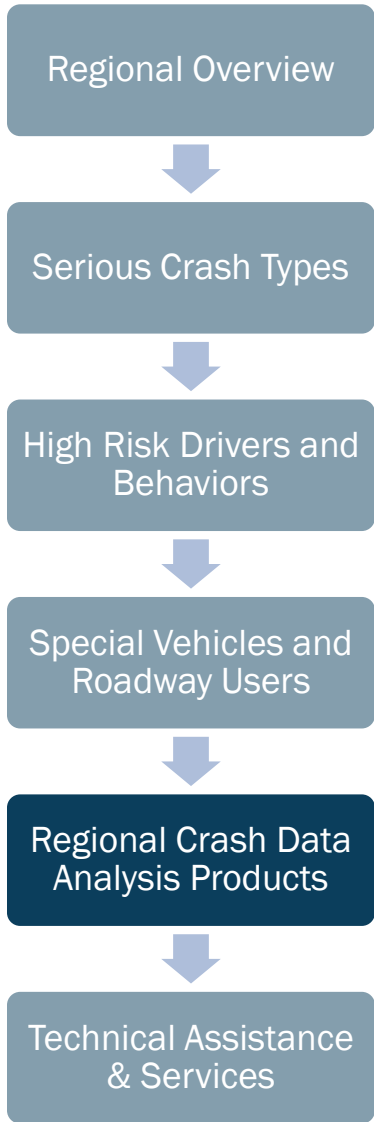 Regional Overview
Serious Crash Types
High Risk Drivers and
Behaviors
Special Vehicles and
Roadway Users
Regional Crash Data
Analysis Products
Technical Assistance
& Services